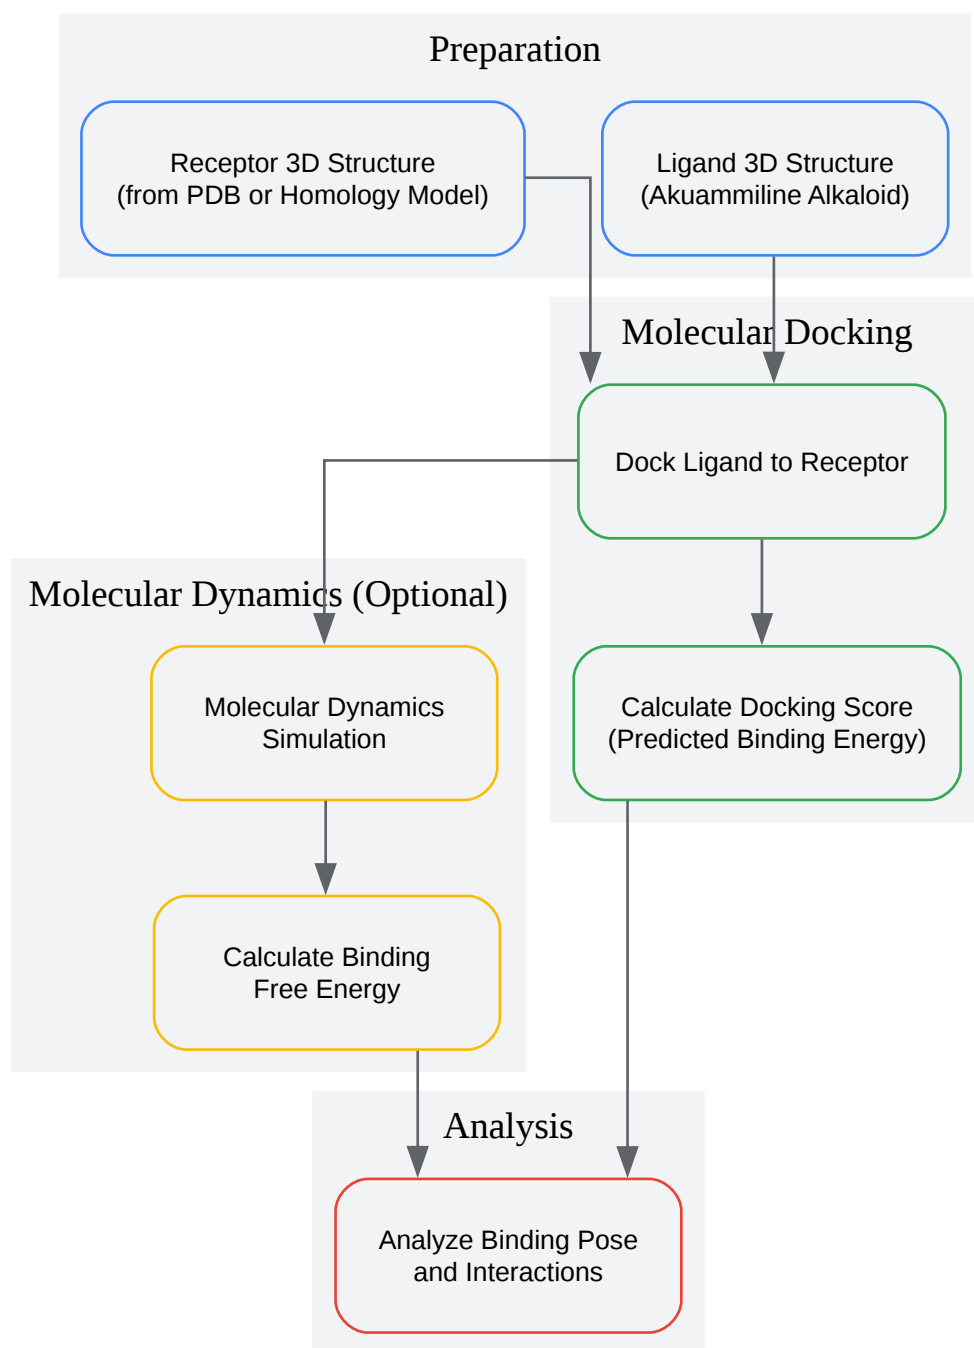 Preparation
Receptor 3D Structure
(from PDB or Homology Model)
Ligand 3D Structure
(Akuammiline Alkaloid)
Molecular Docking
Dock Ligand to Receptor
Molecular Dynamics (Optional)
Molecular Dynamics
Simulation
Calculate Docking Score
(Predicted Binding Energy)
Calculate Binding
Free Energy
Analysis
Analyze Binding Pose
and Interactions